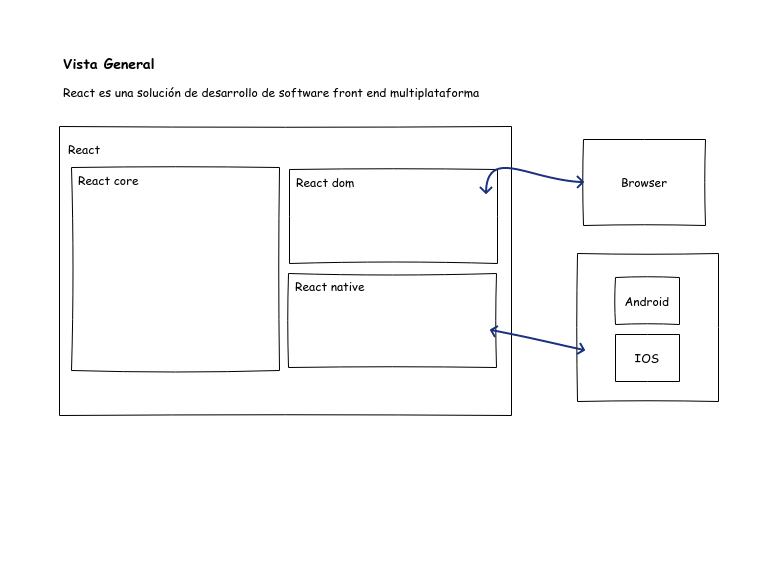 Vista General
React es una solución de desarrollo de software front end multiplataforma
React
React core
React dom
React native
Browser
Android
IOS